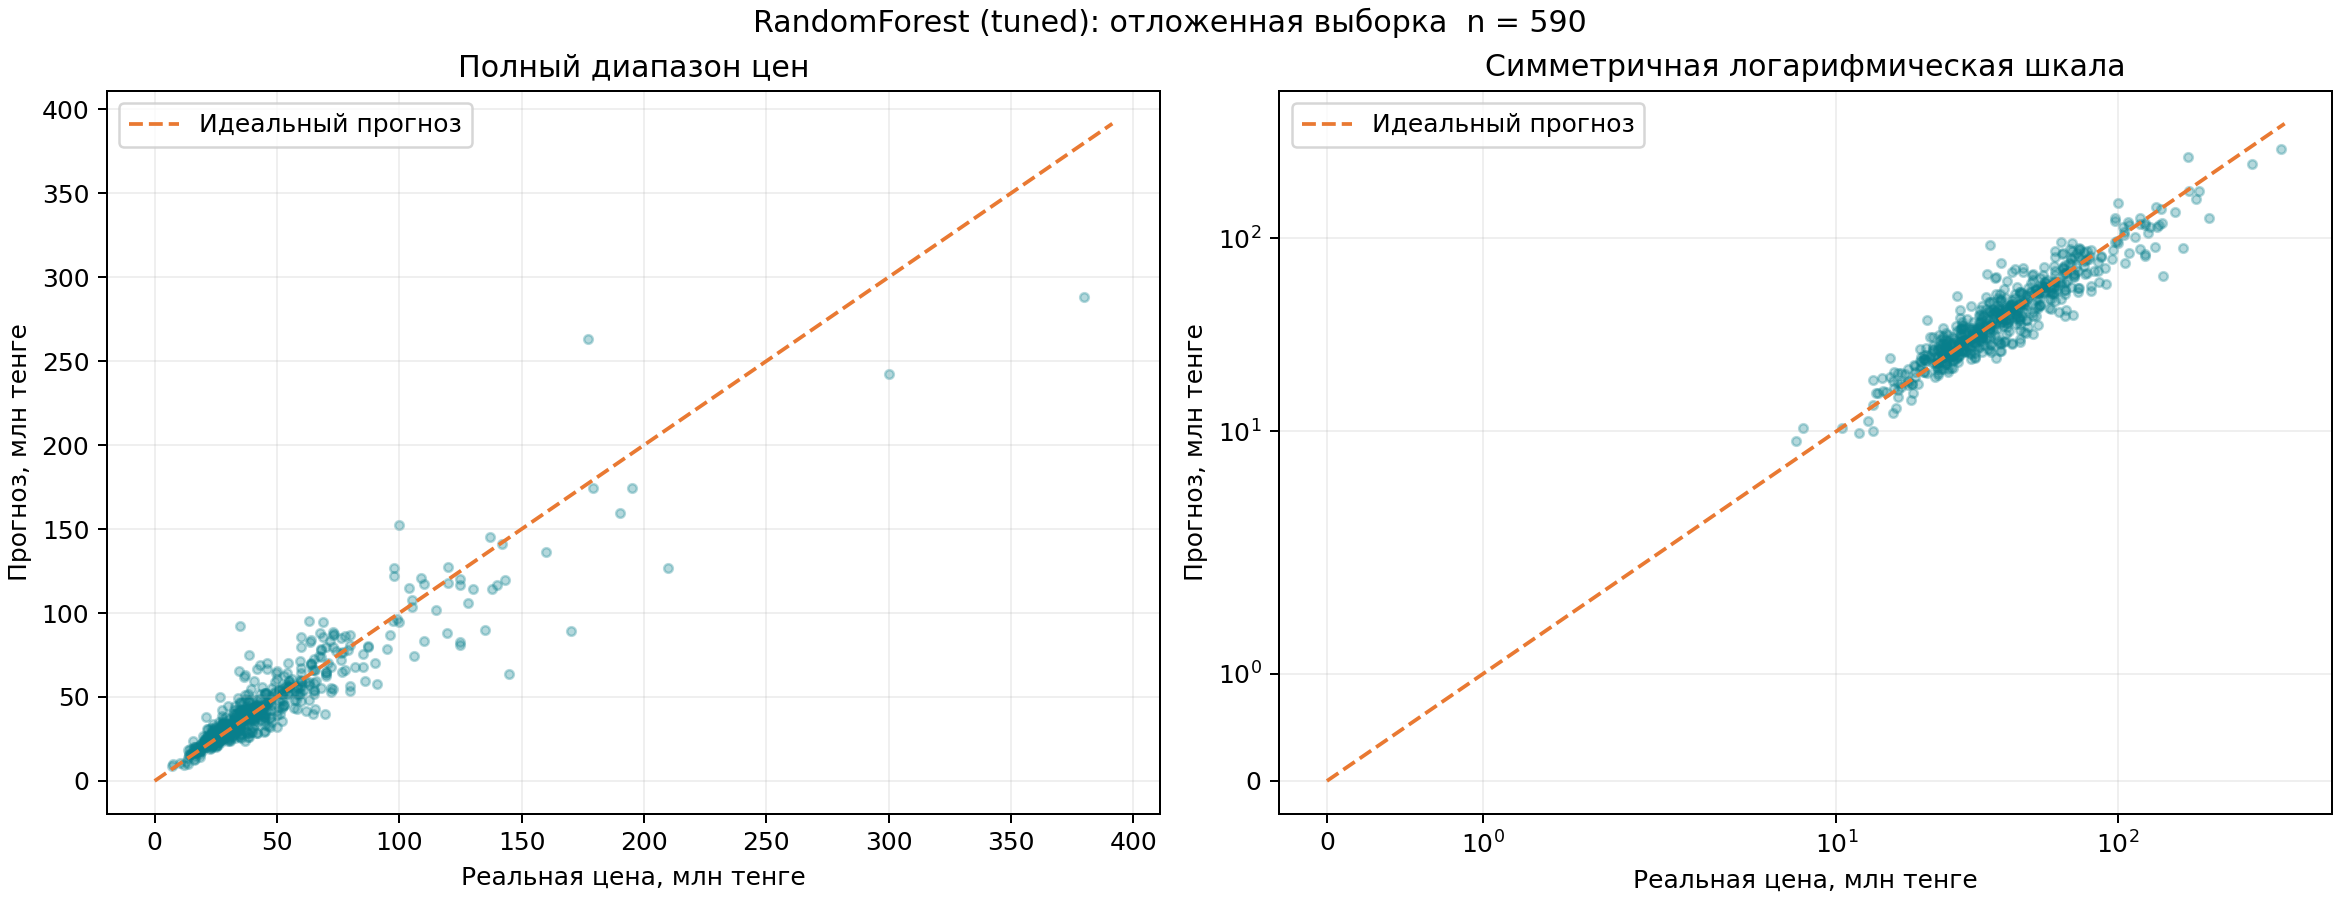 RandomForest (tuned): отложенная выборка n = 590
Полный диапазон цен
Идеальный прогноз
400
350
300
250
200
150
100
50
0
Прогноз, млн тенге
0 50 100 150 200 250 300 350 400
Реальная цена, млн тенге
Симметричная логарифмическая шкала
Идеальный прогноз
10²
10¹
10⁰
0
Прогноз, млн тенге
0 10⁰ 10¹ 10²
Реальная цена, млн тенге